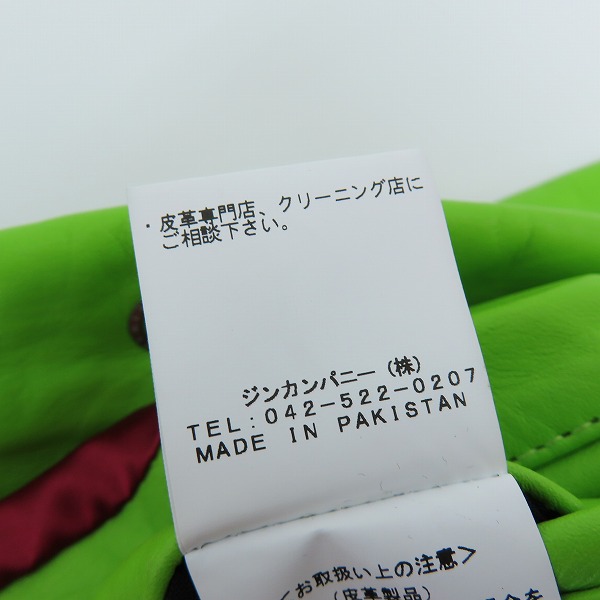 ・皮革専門店、クリーニング店に
ご相談下さい。
ジンカンパニー（株）
TEL:042-522-0207
MADE IN PAKISTAN
＜お取扱い上の注意＞
（皮革製品）